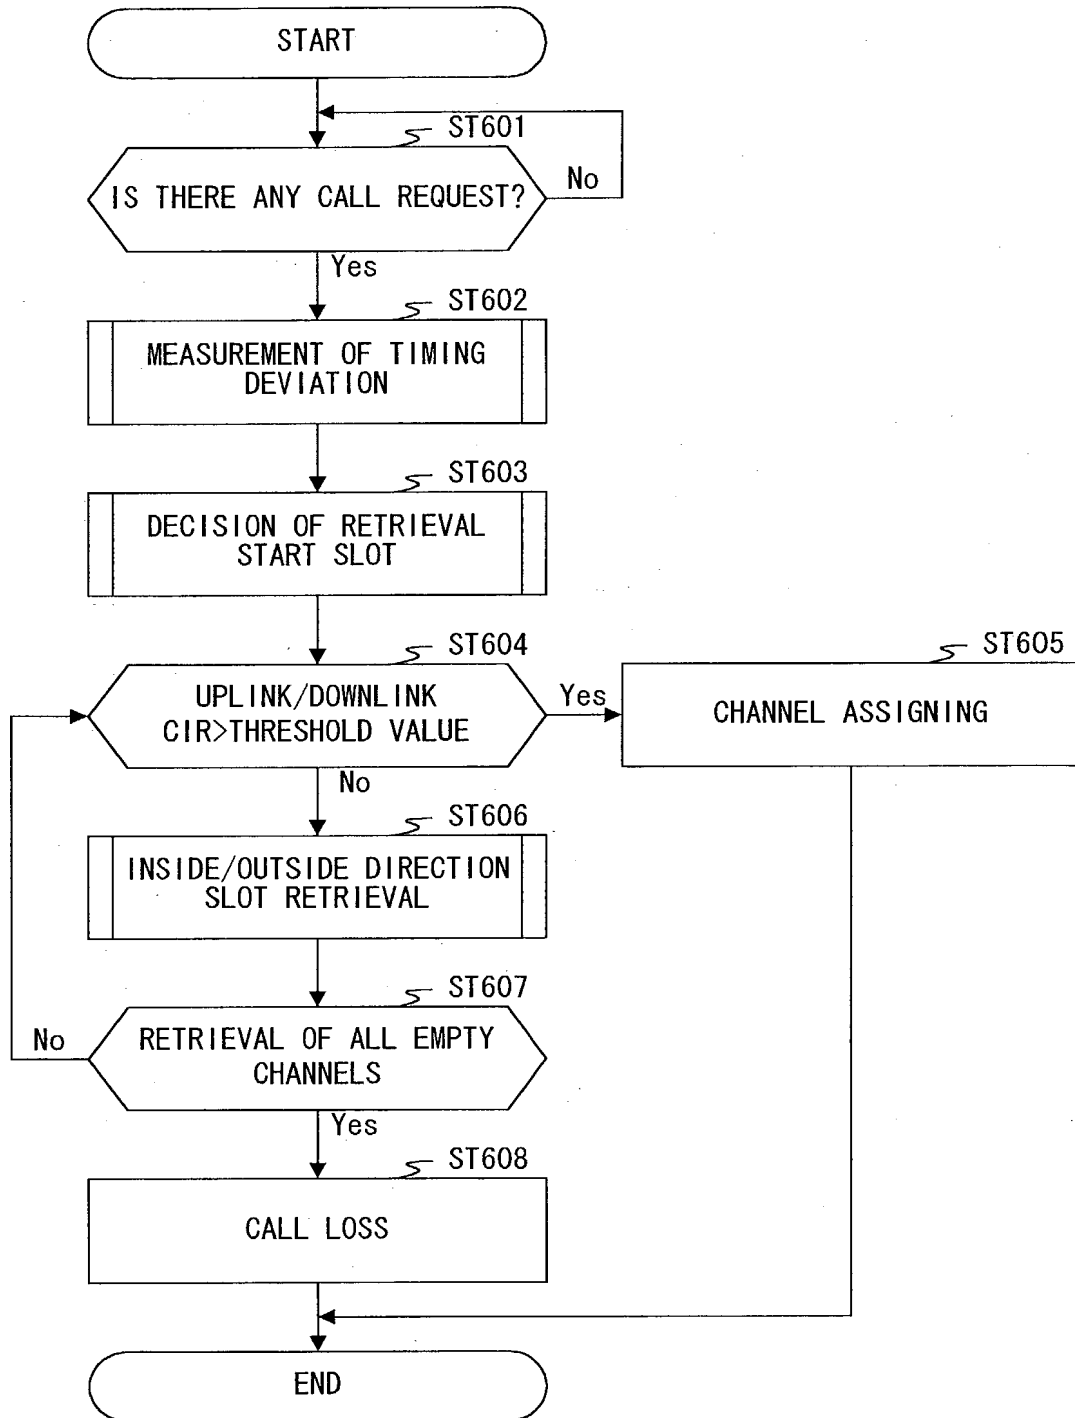 START
ST601
IS THERE ANY CALL REQUEST?
No
Yes
ST602
MEASUREMENT OF TIMING
DEVIATION
ST603
DECISION OF RETRIEVAL
START SLOT
ST604
UPLINK/DOWNLINK
CIR>THRESHOLD VALUE
Yes
ST605
CHANNEL ASSIGNING
No
ST606
INSIDE/OUTSIDE DIRECTION
SLOT RETRIEVAL
ST607
RETRIEVAL OF ALL EMPTY
CHANNELS
No
Yes
ST608
CALL LOSS
END